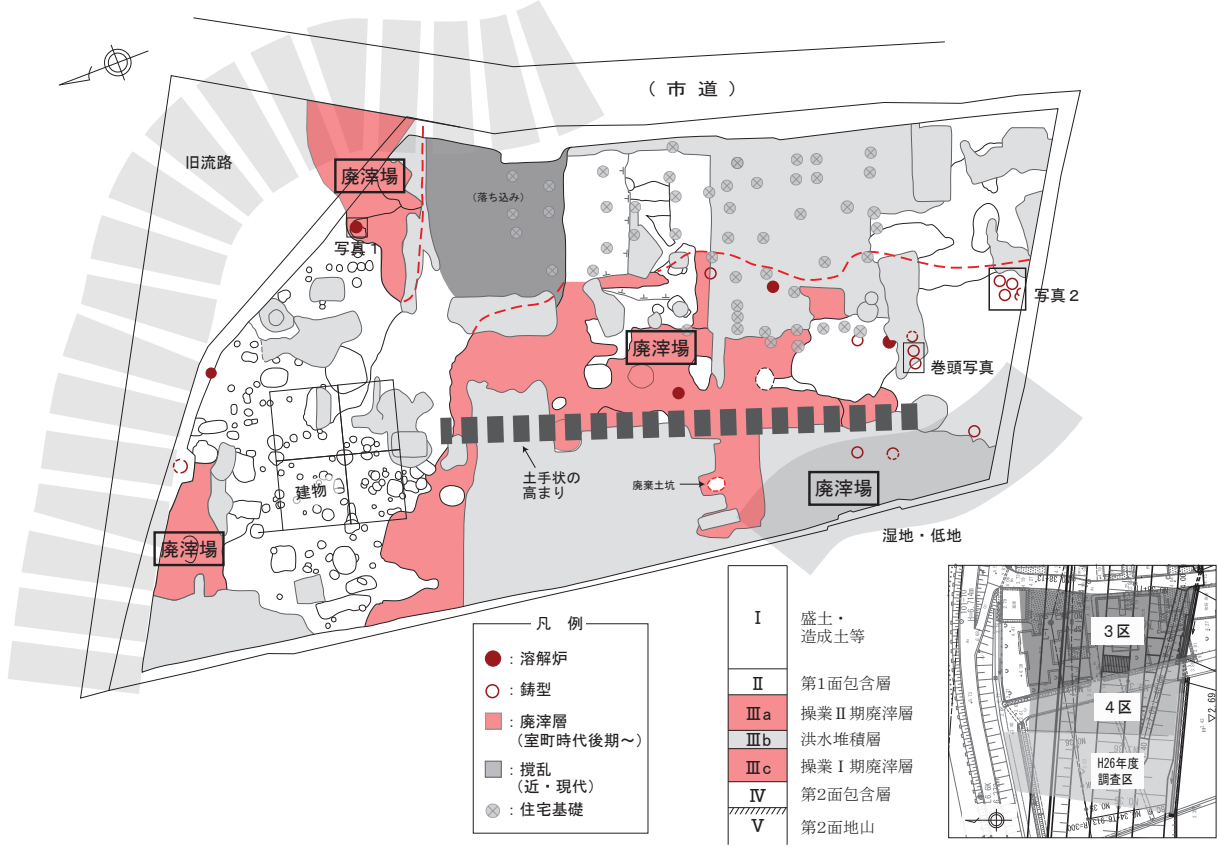 （ 市 道 ）
旧流路
廃滓場
写真１
（落ち込み）
写真２
廃滓場
巻頭写真
土手状の
高まり
廃棄土坑
廃滓場
湿地・低地
建物
廃滓場
凡 例
：溶解炉
：鋳型
：廃滓層
（室町時代後期～）
：撹乱
（近・現代）
：住宅基礎
Ⅰ 盛土・
造成土等
Ⅱ 第1面包含層
Ⅲa 操業Ⅱ期廃滓層
Ⅲb 洪水堆積層
Ⅲc 操業Ⅰ期廃滓層
Ⅳ 第2面包含層
Ⅴ 第2面地山
３区
４区
H26年度
調査区
▽2.69